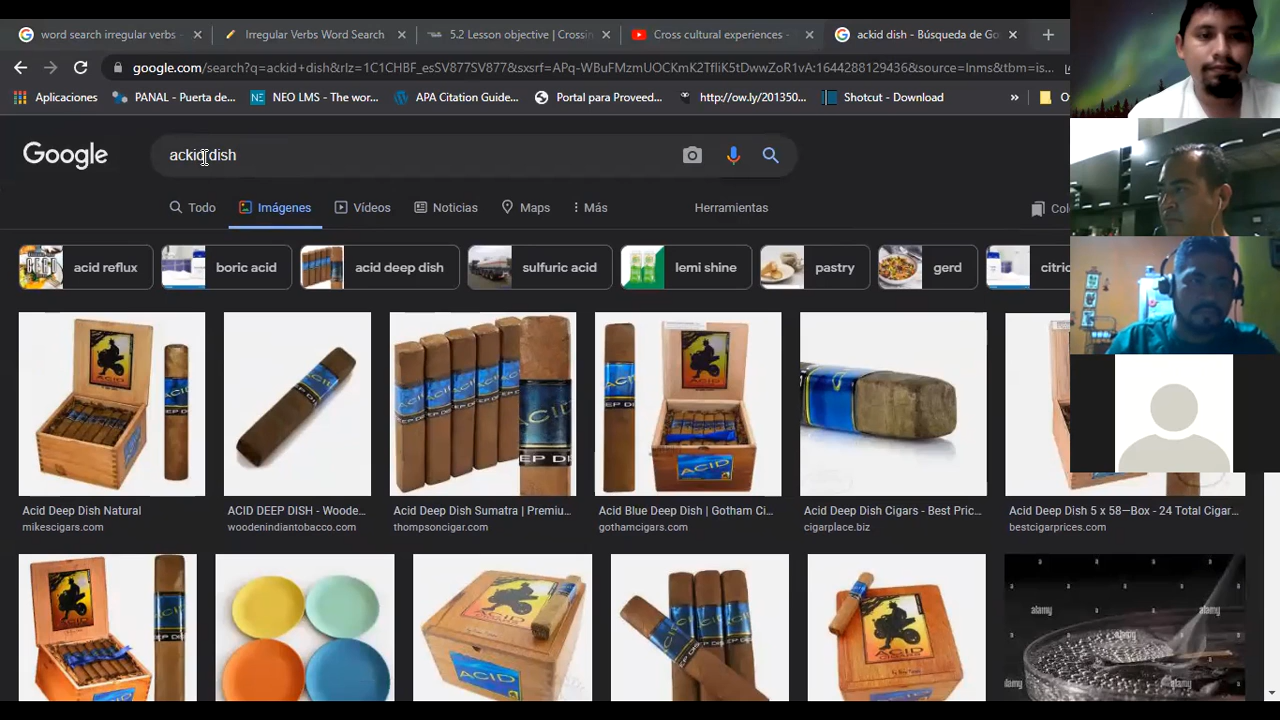 word search irregular verbs -
Irregular Verbs Word Search
5.2 Lesson objective | Crossin
Cross cultural experiences -
ackid dish - Búsqueda de Go
google.com/search?q=ackid+dish&rlz=1C1CHBF_esSV877SV877&sxsrf=APq-WBuFMzmUOCKmK2TfliK5tDwwZoR1vA:1644288129436&source=lnms&tbm=is...
Aplicaciones
PANAL - Puerta de...
NEO LMS - The wor...
APA Citation Guide...
Portal para Proveed...
http://ow.ly/201350...
Shotcut - Download
»
Google
ackid dish
Todo
Imágenes
Vídeos
Noticias
Maps
Más
Herramientas
acid reflux
boric acid
acid deep dish
sulfuric acid
lemi shine
pastry
gerd
citric
Acid Deep Dish Natural
mikescigars.com
ACID DEEP DISH - Woode...
woodenindiantobacco.com
Acid Deep Dish Sumatra | Premiu...
thompsoncigar.com
Acid Blue Deep Dish | Gotham Ci...
gothamcigars.com
Acid Deep Dish Cigars - Best Pric...
cigarplace.biz
Acid Deep Dish 5 x 58—Box - 24 Total Cigar...
bestcigarprices.com